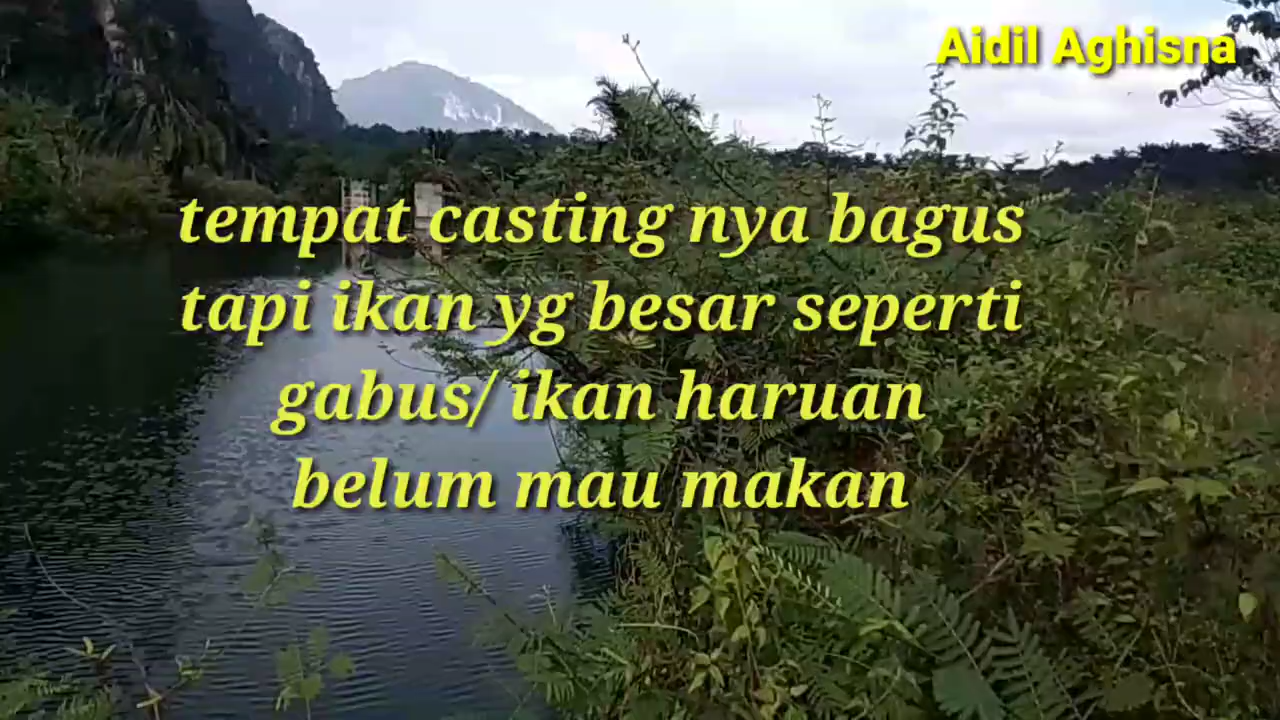 Aidil Aghisna
tempat casting nya bagus
tapi ikan yg besar seperti
gabus/ ikan haruan
belum mau makan